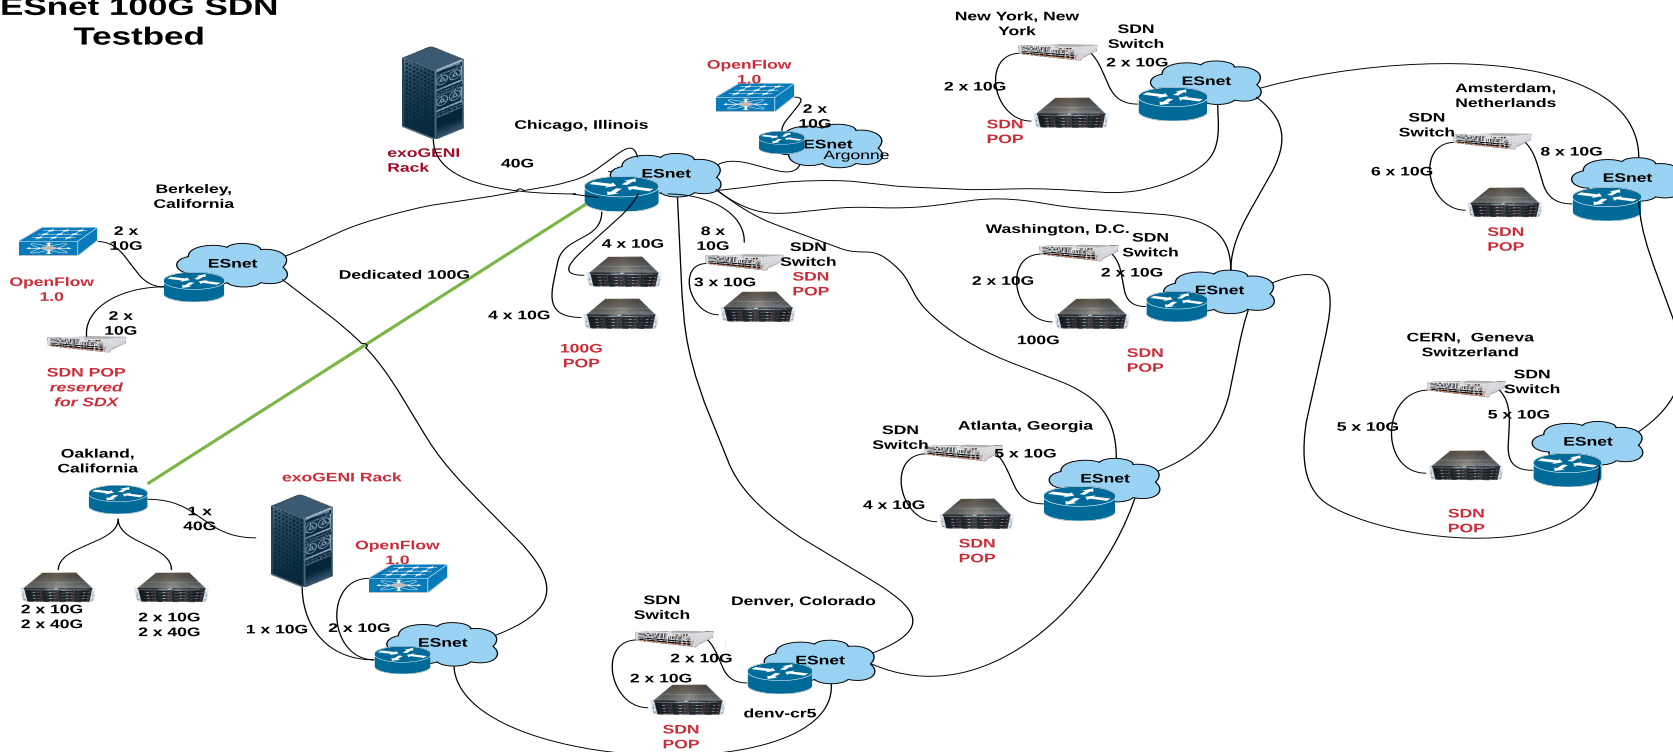 ESnet 100G SDN
Testbed
exoGENI
Rack
Chicago, Illinois
40G
OpenFlow
1.0
2 x
10G
ESnet
Argonne
New York, New
York
SDN
Switch
2 x 10G
2 x 10G
SDN
POP
ESnet
Amsterdam,
Netherlands
SDN
Switch
8 x 10G
6 x 10G
ESnet
SDN
POP
Berkeley,
California
2 x
10G
OpenFlow
1.0
ESnet
2 x
10G
SDN POP
reserved
for SDX
Dedicated 100G
ESnet
4 x 10G
4 x 10G
100G
POP
8 x
10G
SDN
Switch
SDN
POP
3 x 10G
Washington, D.C.
SDN
Switch
2 x 10G
2 x 10G
ESnet
100G
SDN
POP
CERN,  Geneva
Switzerland
SDN
Switch
5 x 10G
5 x 10G
ESnet
SDN
POP
Atlanta, Georgia
SDN
Switch
5 x 10G
4 x 10G
ESnet
SDN
POP
Oakland,
California
1 x
40G
2 x 10G
2 x 40G
2 x 10G
2 x 40G
exoGENI Rack
OpenFlow
1.0
1 x 10G
2 x 10G
ESnet
SDN
Switch
Denver, Colorado
2 x 10G
2 x 10G
ESnet
denv-cr5
SDN
POP